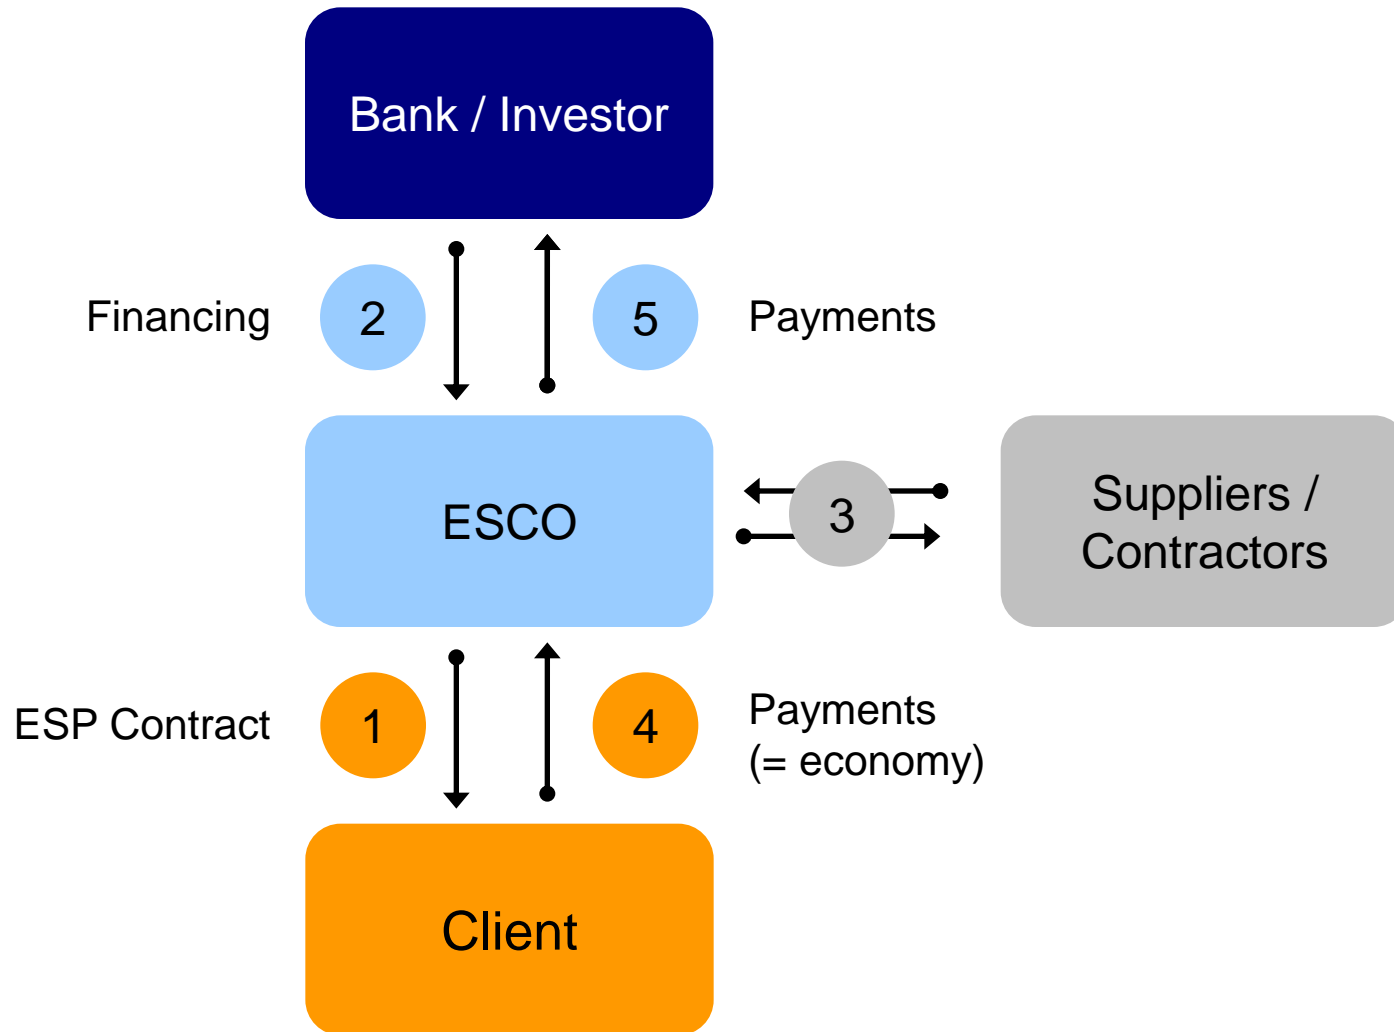 Bank / Investor
Financing
2
5
Payments
ESCO
3
Suppliers /
Contractors
ESP Contract
1
4
Payments
(= economy)
Client